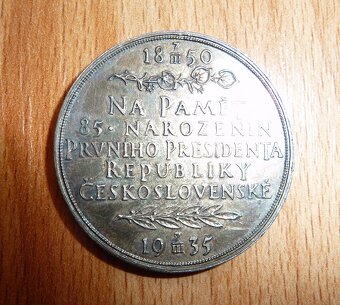 18 7/III 50
NA PAMĚŤ
85. NAROZENIN
PRVNÍHO PRESIDENTA
REPUBLIKY
ČESKOSLOVENSKÉ
19 7/III 35